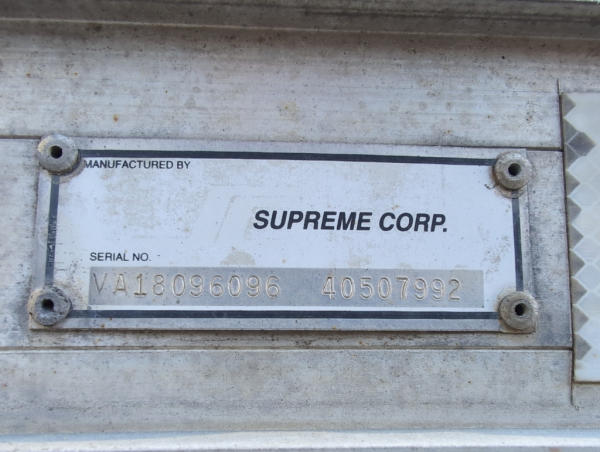 MANUFACTURED BY
SUPREME CORP.
SERIAL NO.
VA18096096 40507992